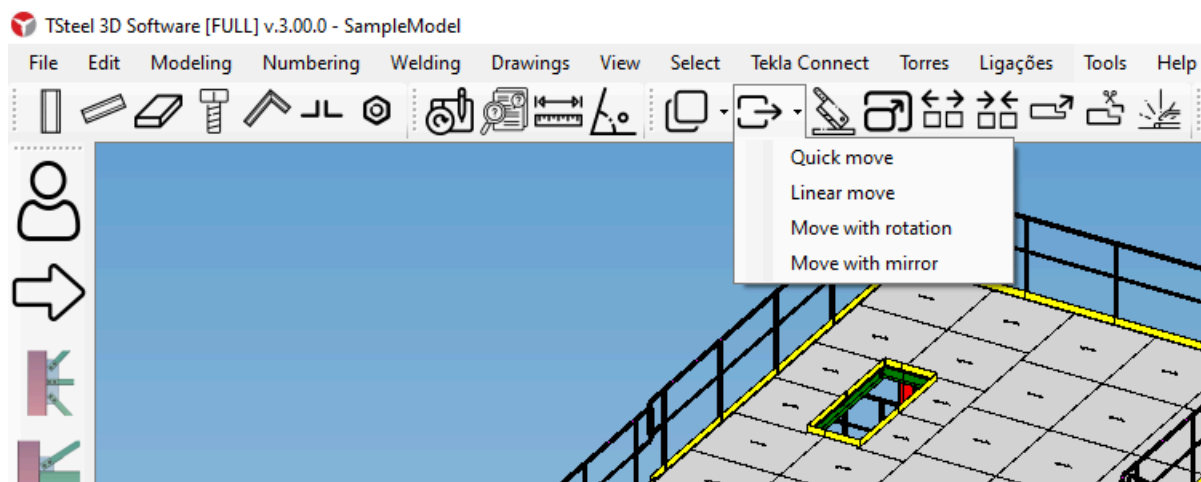 TSteel 3D Software [FULL] v.3.00.0 - SampleModel
File Edit Modeling Numbering Welding Drawings View Select Tekla Connect Torres Ligações Tools Help
Quick move
Linear move
Move with rotation
Move with mirror